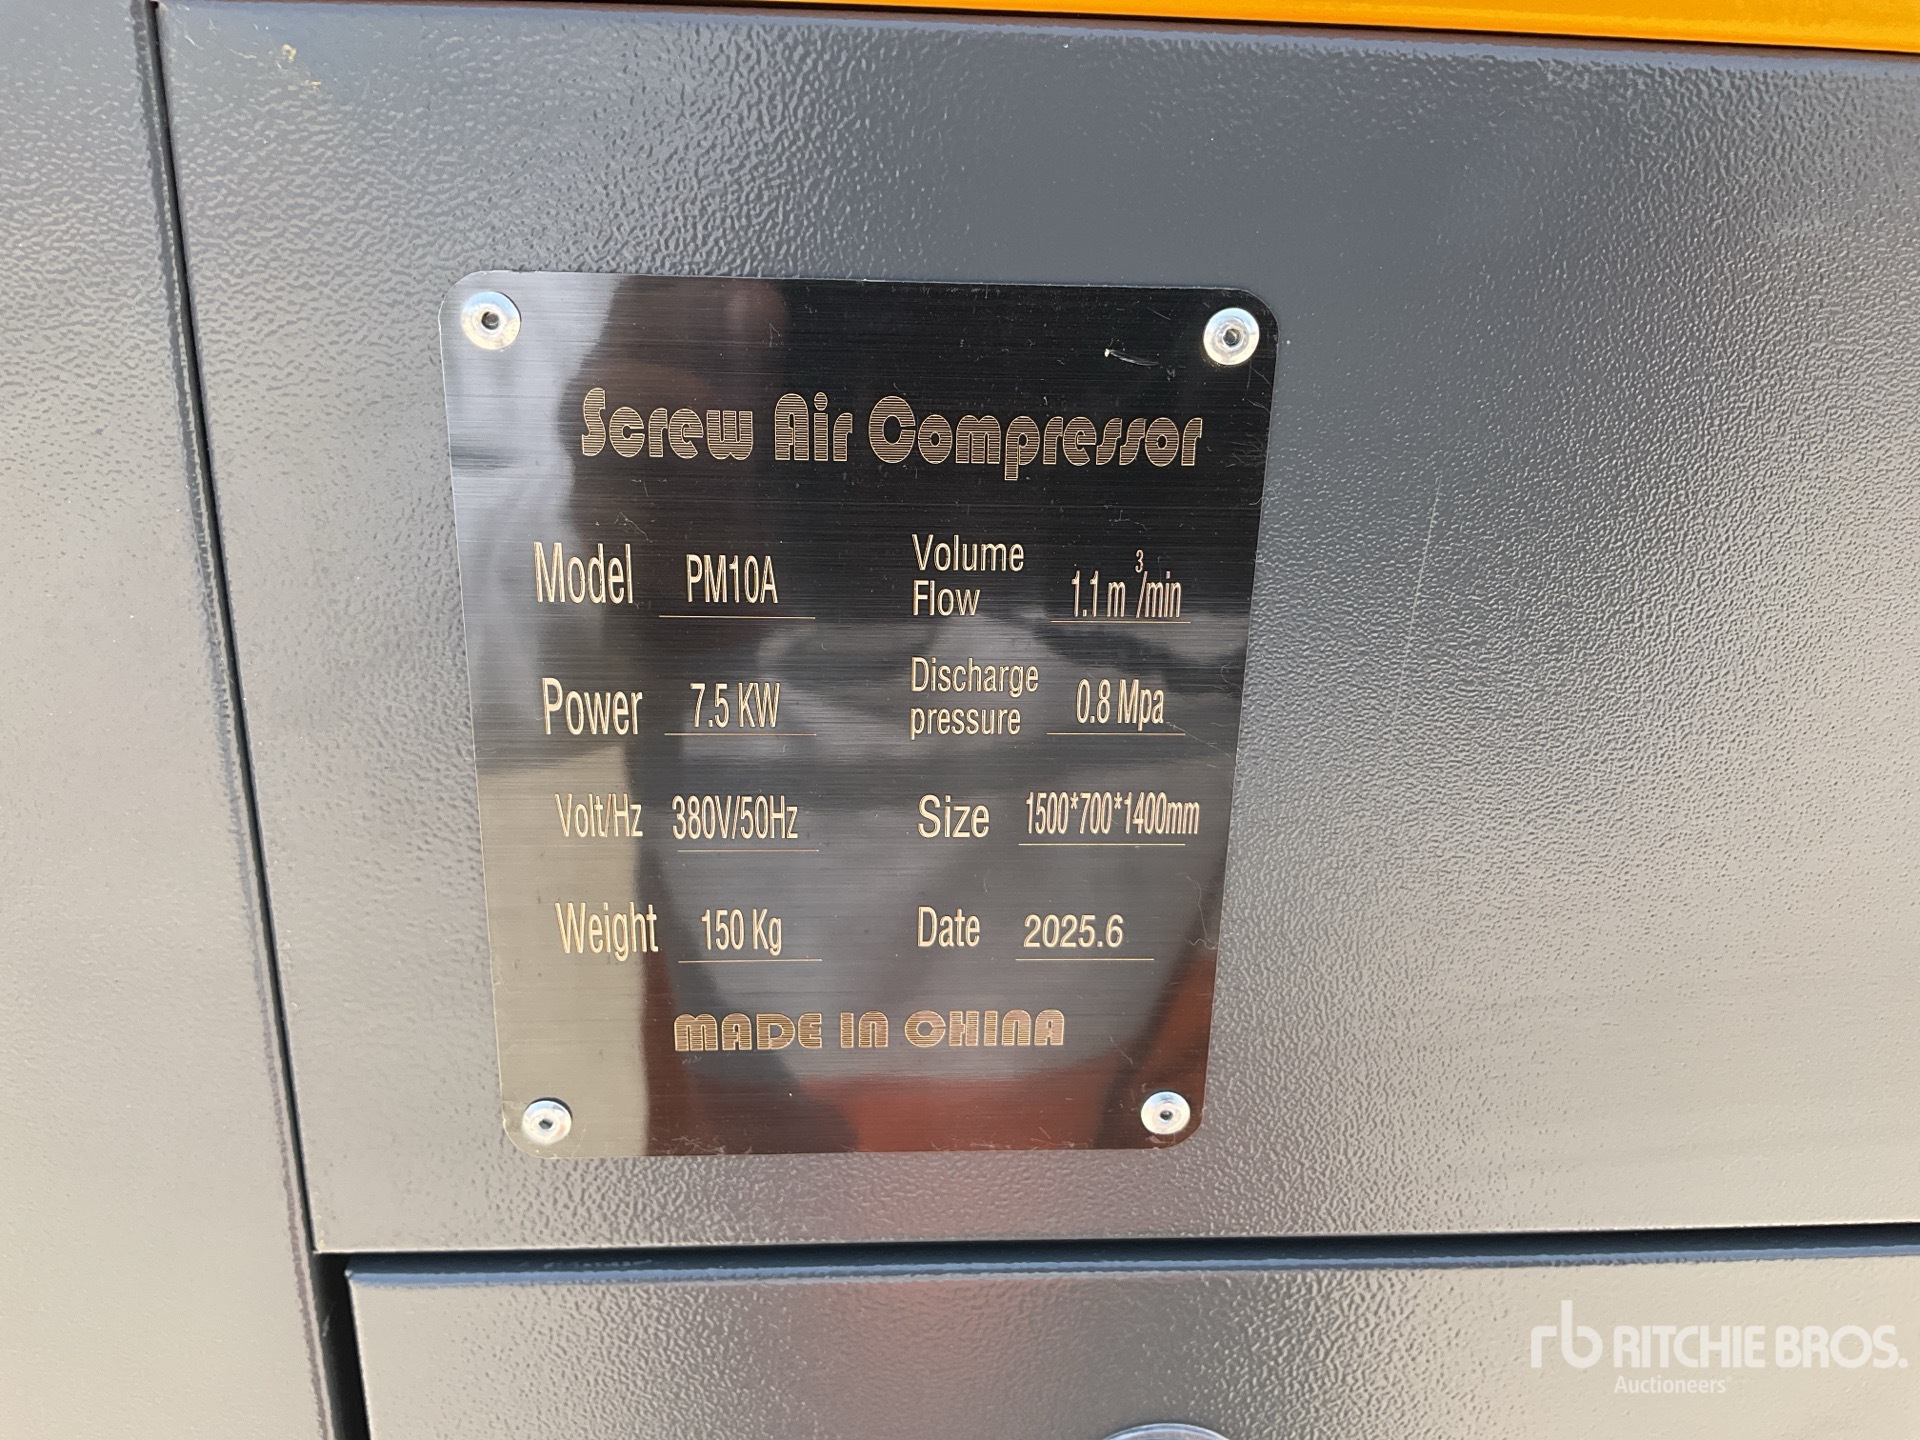 Screw Air Compressor
Model PM10A
Volume Flow 1.1 m³/min
Power 7.5 KW
Discharge pressure 0.8 Mpa
Volt/Hz 380V/50Hz
Size 1500*700*1400mm
Weight 150 Kg
Date 2025.6
MADE IN CHINA
rb RITCHIE BROS.
Auctioneers